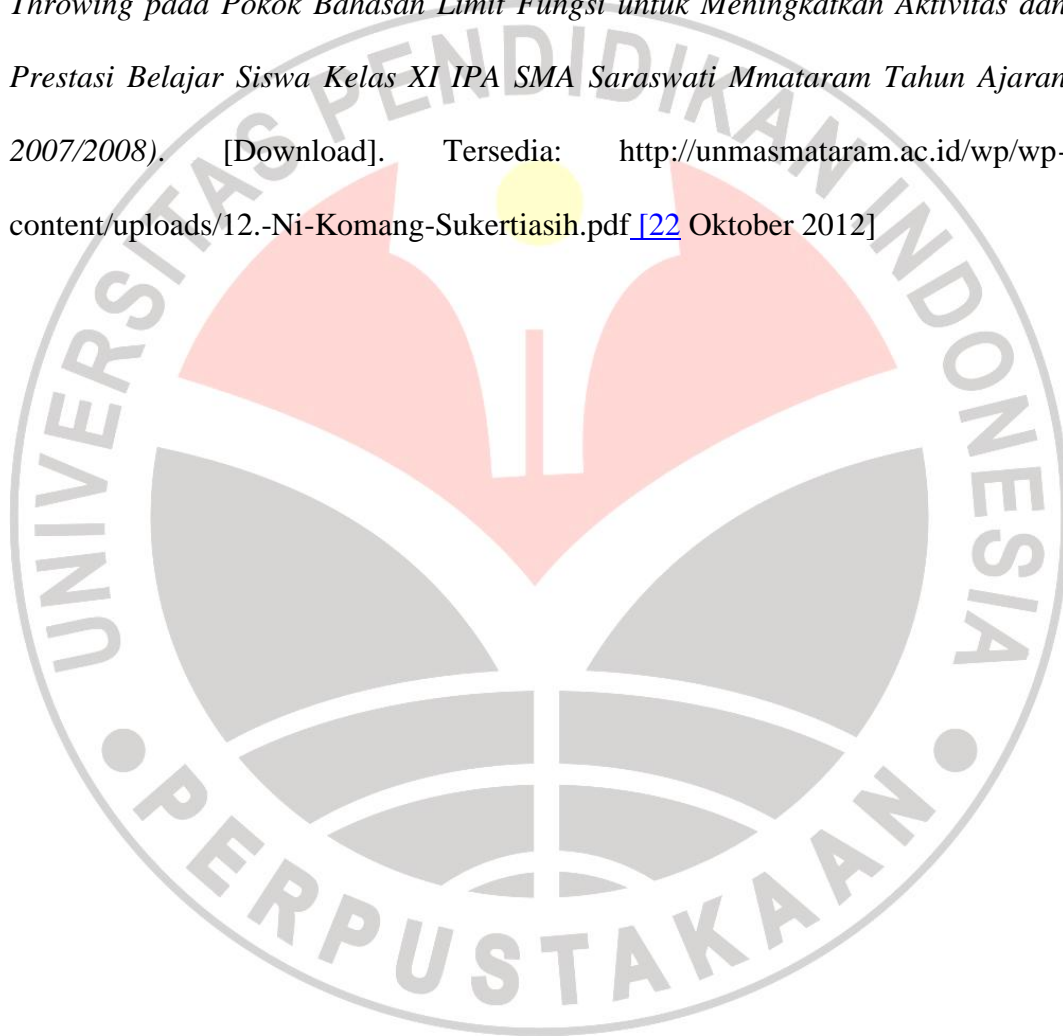 Throwing pada Pokok Bahasan Limit Fungsi untuk Meningkatkan Aktivitas dan
Prestasi Belajar Siswa Kelas XI IPA SMA Saraswati Mmataram Tahun Ajaran
2007/2008). [Download]. Tersedia: http://unmasmataram.ac.id/wp/wp-
content/uploads/12.-Ni-Komang-Sukertiasih.pdf [22 Oktober 2012]
UNIVERSITAS PENDIDIKAN INDONESIA
PERPUSTAKAAN